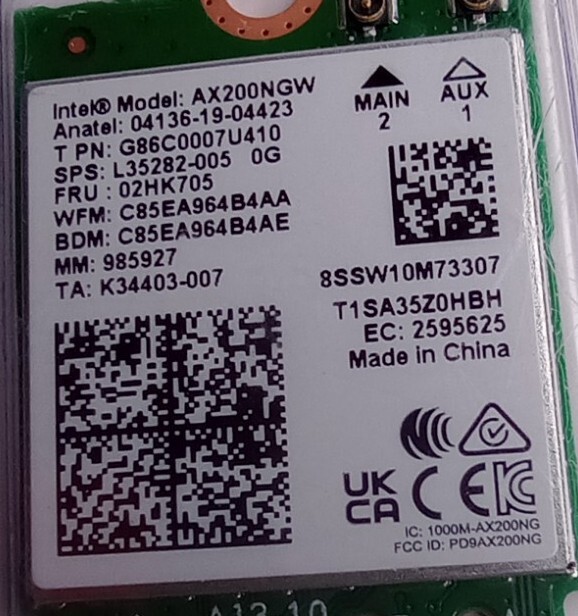 Intel® Model: AX200NGW
Anatel: 04136-19-04423
T PN: G86C0007U410
SPS: L35282-005 0G
FRU : 02HK705
WFM: C85EA964B4AA
BDM: C85EA964B4AE
MM: 985927
TA: K34403-007
MAIN
2
AUX
1
8SSW10M73307
T1SA35Z0HBH
EC: 2595625
Made in China
UK
CA
CE
IC: 1000M-AX200NG
FCC ID: PD9AX200NG